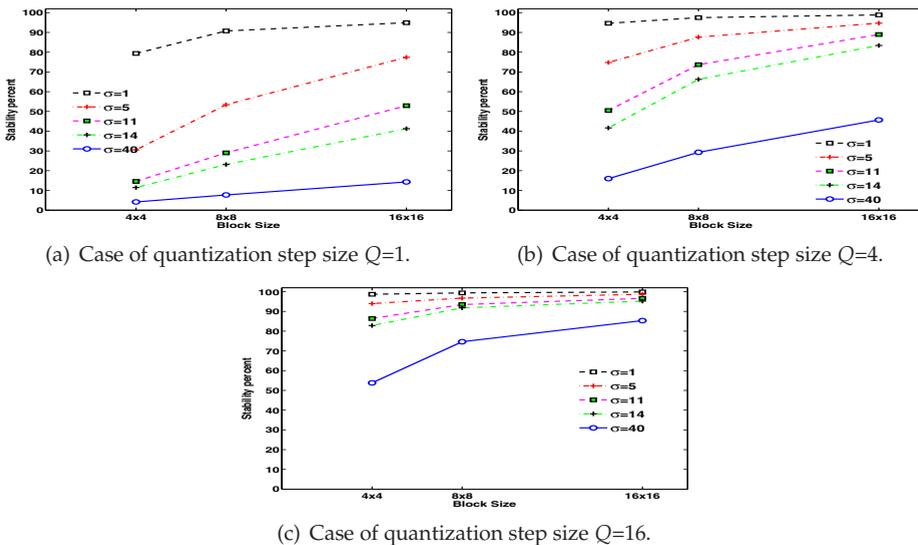 100
90
80
70
60
50
40
30
20
10
0
Stability percent
σ=1
σ=5
σ=11
σ=14
σ=40
4x4 8x8 16x16
Block Size
(a) Case of quantization step size Q=1.
100
90
80
70
60
50
40
30
20
10
0
Stability percent
σ=1
σ=5
σ=11
σ=14
σ=40
4x4 8x8 16x16
Block Size
(b) Case of quantization step size Q=4.
100
90
80
70
60
50
40
30
20
10
0
Stability percent
σ=1
σ=5
σ=11
σ=14
σ=40
4x4 8x8 16x16
Block Size
(c) Case of quantization step size Q=16.